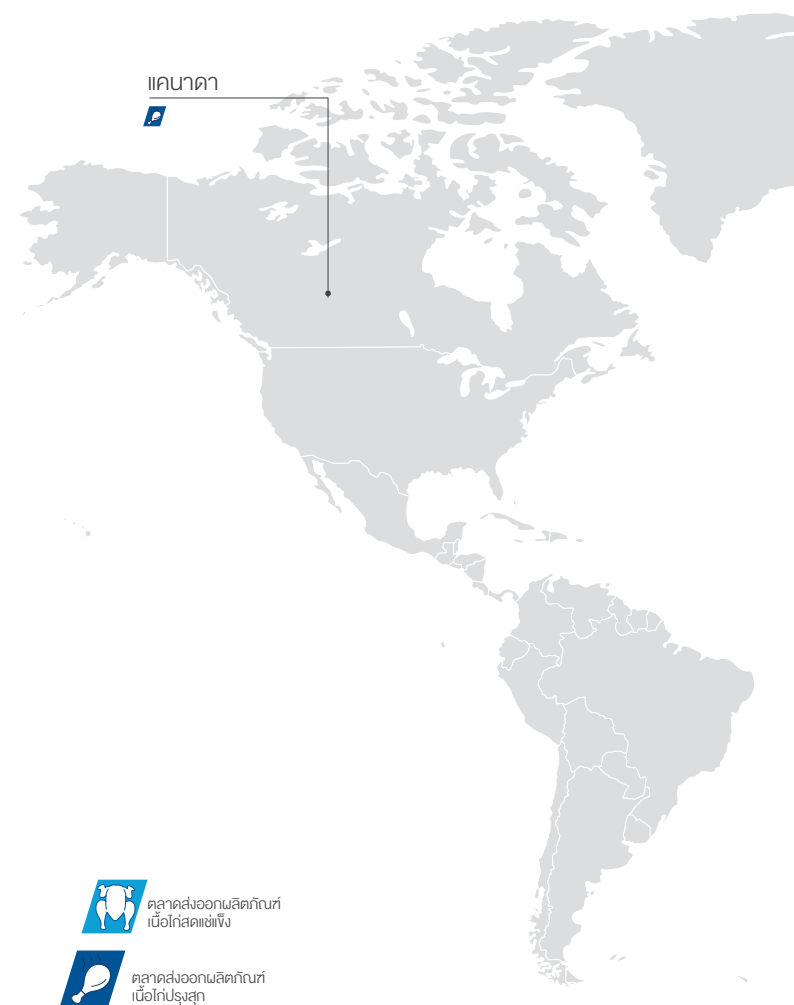 แคนาดา
ตลาดส่งออกผลิตภัณฑ์
เนื้อไก่สดแช่แข็ง
ตลาดส่งออกผลิตภัณฑ์
เนื้อไก่ปรุงสุก